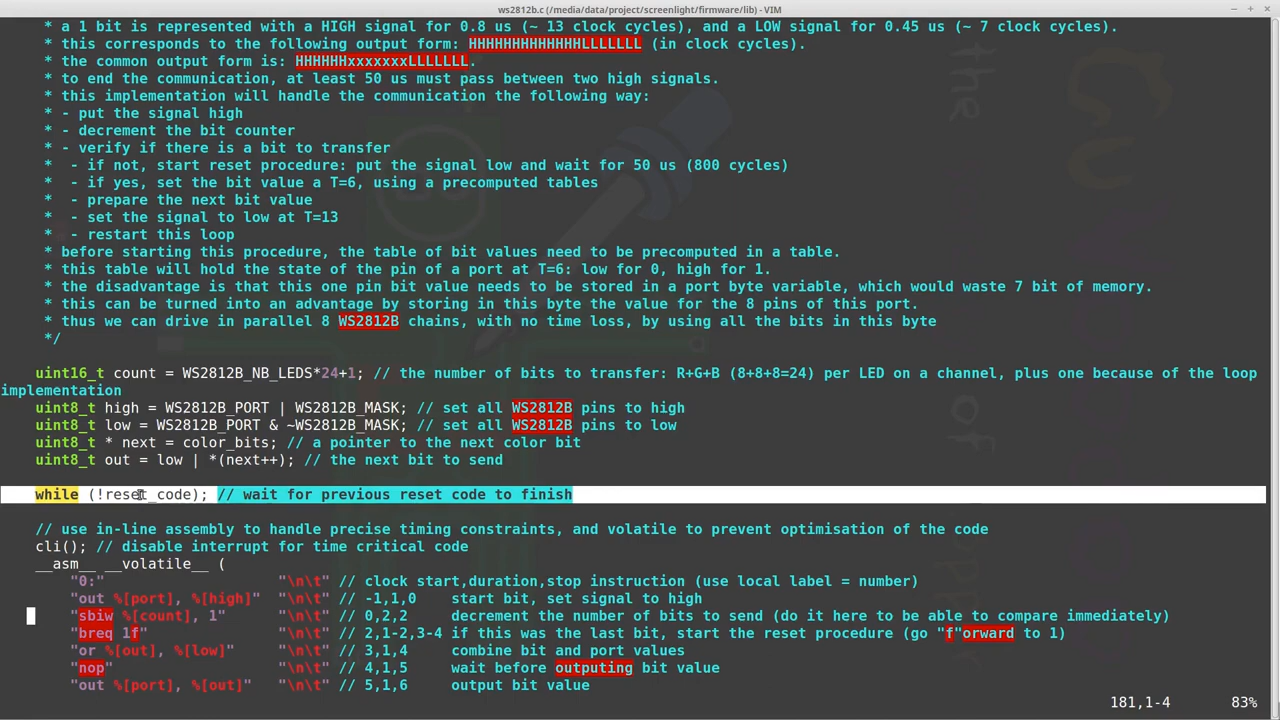 ws2812b.c (/media/data/project/screenlight/firmware/lib) - VIM
* a 1 bit is represented with a HIGH signal for 0.8 us (~ 13 clock cycles), and a LOW signal for 0.45 us (~ 7 clock cycles).
* this corresponds to the following output form: HHHHHHHHHHHHHLLLLLLL (in clock cycles).
* the common output form is: HHHHHHxxxxxxxLLLLLLL.
* to end the communication, at least 50 us must pass between two high signals.
* this implementation will handle the communication the following way:
* - put the signal high
* - decrement the bit counter
* - verify if there is a bit to transfer
*  - if not, start reset procedure: put the signal low and wait for 50 us (800 cycles)
*  - if yes, set the bit value a T=6, using a precomputed tables
*  - prepare the next bit value
*  - set the signal to low at T=13
*  - restart this loop
* before starting this procedure, the table of bit values need to be precomputed in a table.
* this table will hold the state of the pin of a port at T=6: low for 0, high for 1.
* the disadvantage is that this one pin bit value needs to be stored in a port byte variable, which would waste 7 bit of memory.
* this can be turned into an advantage by storing in this byte the value for the 8 pins of this port.
* thus we can drive in parallel 8 WS2812B chains, with no time loss, by using all the bits in this byte
*/
uint16_t count = WS2812B_NB_LEDS*24+1; // the number of bits to transfer: R+G+B (8+8+8=24) per LED on a channel, plus one because of the loop
implementation
uint8_t high = WS2812B_PORT | WS2812B_MASK; // set all WS2812B pins to high
uint8_t low = WS2812B_PORT & ~WS2812B_MASK; // set all WS2812B pins to low
uint8_t * next = color_bits; // a pointer to the next color bit
uint8_t out = low | *(next++); // the next bit to send
while (!reset_code); // wait for previous reset code to finish
// use in-line assembly to handle precise timing constraints, and volatile to prevent optimisation of the code
cli(); // disable interrupt for time critical code
__asm__ __volatile__ (
"0:" "\n\t" // clock start,duration,stop instruction (use local label = number)
"out %[port], %[high]" "\n\t" // -1,1,0 start bit, set signal to high
"sbiw %[count], 1" "\n\t" // 0,2,2 decrement the number of bits to send (do it here to be able to compare immediately)
"breq 1f" "\n\t" // 2,1-2,3-4 if this was the last bit, start the reset procedure (go "f"orward to 1)
"or %[out], %[low]" "\n\t" // 3,1,4 combine bit and port values
"nop" "\n\t" // 4,1,5 wait before outputing bit value
"out %[port], %[out]" "\n\t" // 5,1,6 output bit value
181,1-4 83%